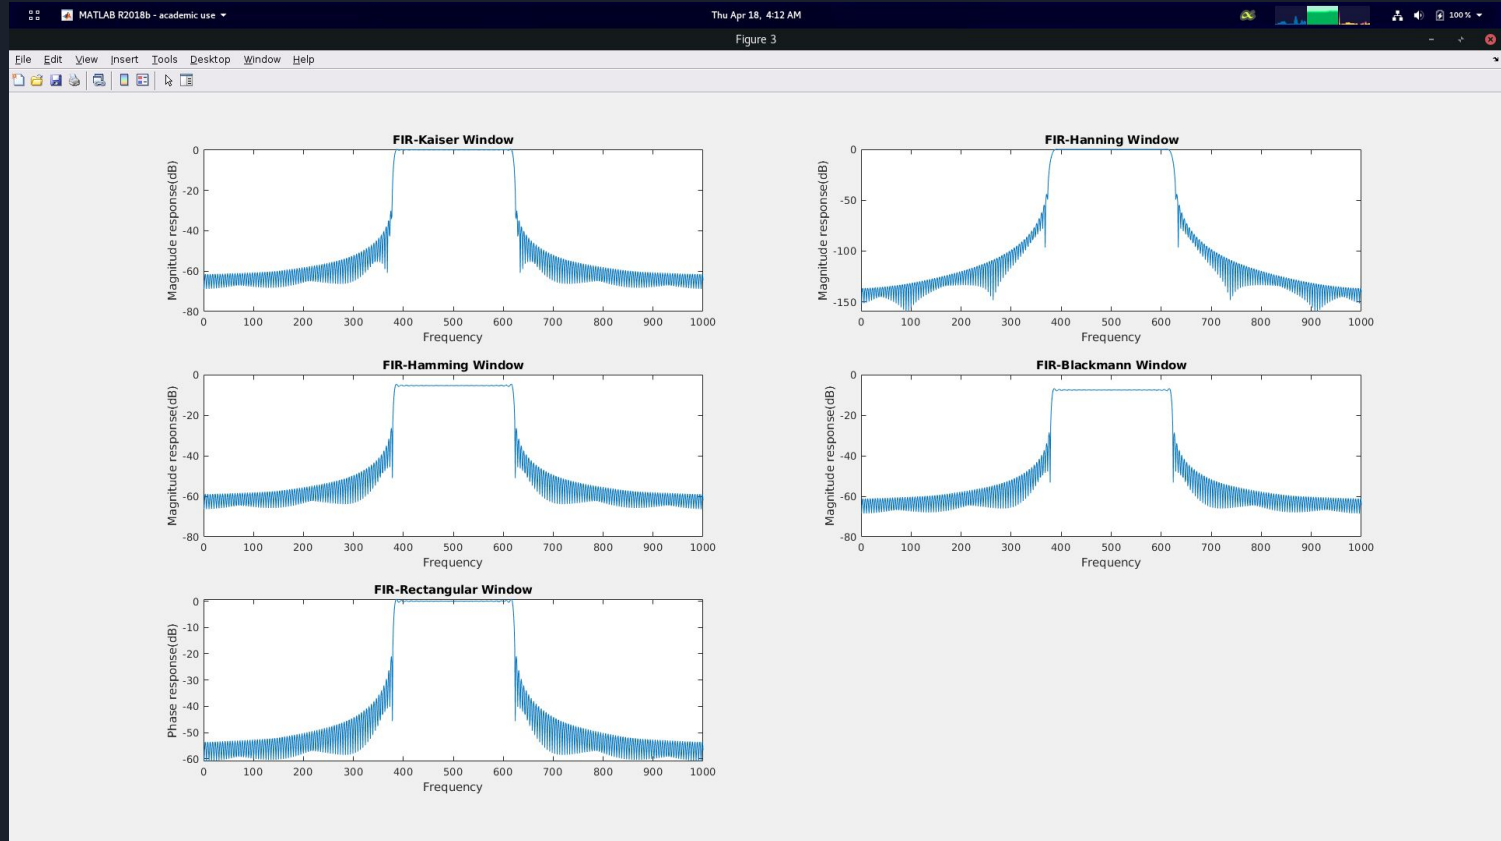 MATLAB R2018b - academic use
Thu Apr 18, 4:12 AM
100 %
Figure 3
File Edit View Insert Tools Desktop Window Help
FIR-Kaiser Window
Magnitude response(dB)
0
-20
-40
-60
-80
0 100 200 300 400 500 600 700 800 900 1000
Frequency
FIR-Hanning Window
Magnitude response(dB)
0
-50
-100
-150
0 100 200 300 400 500 600 700 800 900 1000
Frequency
FIR-Hamming Window
Magnitude response(dB)
0
-20
-40
-60
-80
0 100 200 300 400 500 600 700 800 900 1000
Frequency
FIR-Blackmann Window
Magnitude response(dB)
0
-20
-40
-60
-80
0 100 200 300 400 500 600 700 800 900 1000
Frequency
FIR-Rectangular Window
Phase response(dB)
0
-10
-20
-30
-40
-50
-60
0 100 200 300 400 500 600 700 800 900 1000
Frequency